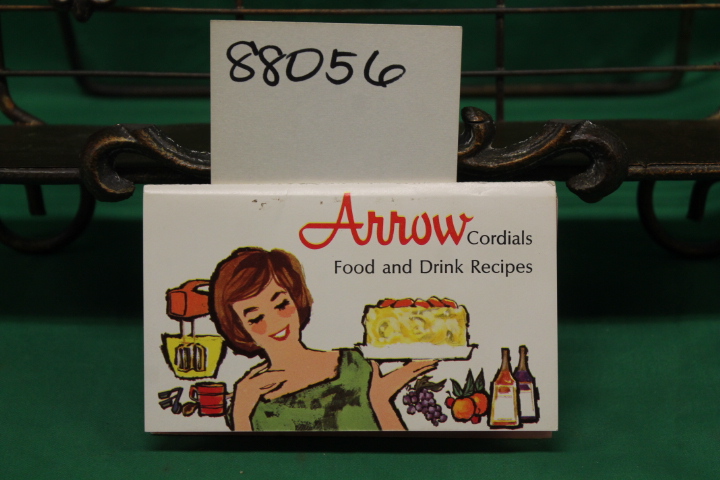 88056
Arrow Cordials
Food and Drink Recipes